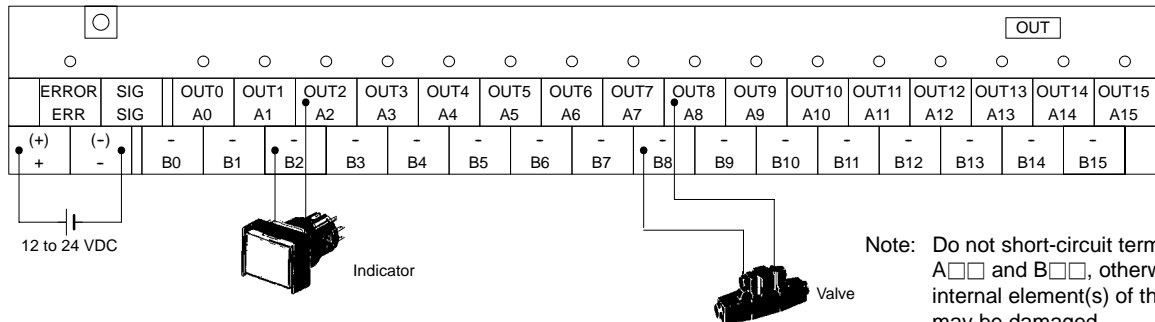 OUT
ERROR SIG OUT0 OUT1 OUT2 OUT3 OUT4 OUT5 OUT6 OUT7 OUT8 OUT9 OUT10 OUT11 OUT12 OUT13 OUT14 OUT15
ERR SIG A0 A1 A2 A3 A4 A5 A6 A7 A8 A9 A10 A11 A12 A13 A14 A15
(+) (-) - - - - - - - - - - - - - - - -
+ - B0 B1 B2 B3 B4 B5 B6 B7 B8 B9 B10 B11 B12 B13 B14 B15
12 to 24 VDC
Indicator
Valve
Note: Do not short-circuit
A□□ and B□□,
internal element(s) of
may be damaged